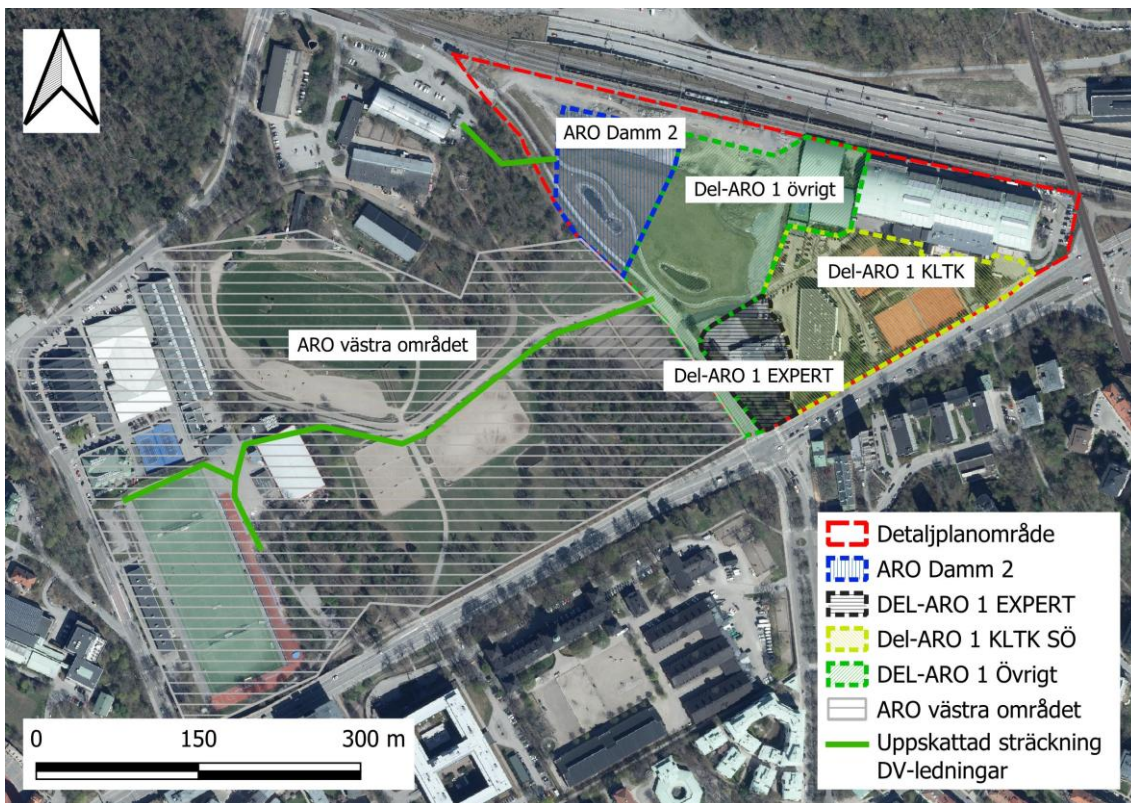 ARO Damm 2
Del-ARO 1 övrigt
Del-ARO 1 KLTK
ARO västra området
Del-ARO 1 EXPERT
Detaljplanområde
ARO Damm 2
DEL-ARO 1 EXPERT
Del-ARO 1 KLTK SÖ
DEL-ARO 1 Övrigt
ARO västra området
Uppskattad sträckning
DV-ledningar
0 150 300 m